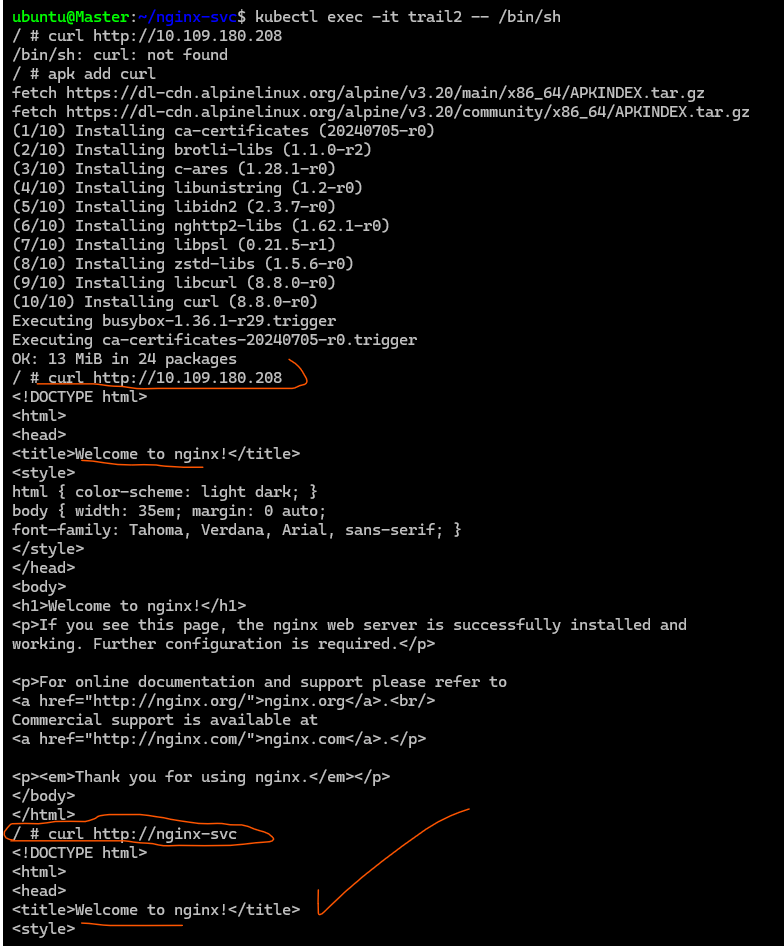 ubuntu@Master:~/nginx-svc$ kubectl exec -it trail2 -- /bin/sh
/ # curl http://10.109.180.208
/bin/sh: curl: not found
/ # apk add curl
fetch https://dl-cdn.alpinelinux.org/alpine/v3.20/main/x86_64/APKINDEX.tar.gz
fetch https://dl-cdn.alpinelinux.org/alpine/v3.20/community/x86_64/APKINDEX.tar.gz
(1/10) Installing ca-certificates (20240705-r0)
(2/10) Installing brotli-libs (1.1.0-r2)
(3/10) Installing c-ares (1.28.1-r0)
(4/10) Installing libunistring (1.2-r0)
(5/10) Installing libidn2 (2.3.7-r0)
(6/10) Installing nghttp2-libs (1.62.1-r0)
(7/10) Installing libpsl (0.21.5-r1)
(8/10) Installing zstd-libs (1.5.6-r0)
(9/10) Installing libcurl (8.8.0-r0)
(10/10) Installing curl (8.8.0-r0)
Executing busybox-1.36.1-r29.trigger
Executing ca-certificates-20240705-r0.trigger
OK: 13 MiB in 24 packages
/ # curl http://10.109.180.208
<!DOCTYPE html>
<html>
<head>
<title>Welcome to nginx!</title>
<style>
html { color-scheme: light dark; }
body { width: 35em; margin: 0 auto;
font-family: Tahoma, Verdana, Arial, sans-serif; }
</style>
</head>
<body>
<h1>Welcome to nginx!</h1>
<p>If you see this page, the nginx web server is successfully installed and
working. Further configuration is required.</p>
<p>For online documentation and support please refer to
<a href="http://nginx.org/">nginx.org</a>.<br/>
Commercial support is available at
<a href="http://nginx.com/">nginx.com</a>.</p>
<p><em>Thank you for using nginx.</em></p>
</body>
</html>
/ # curl http://nginx-svc
<!DOCTYPE html>
<html>
<head>
<title>Welcome to nginx!</title>
<style>